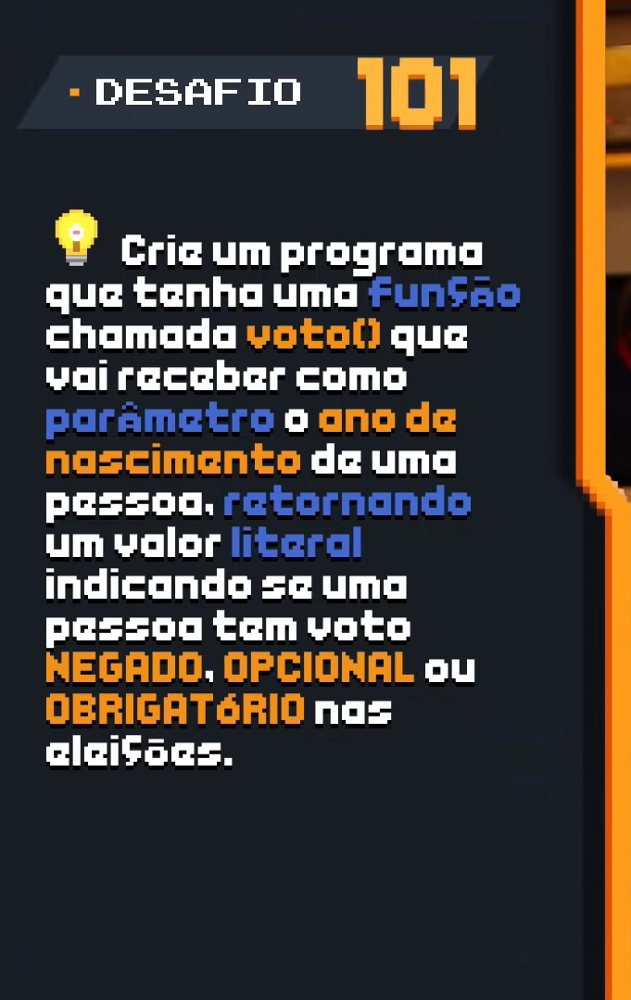 DESAFIO 101
Crie um programa
que tenha uma função
chamada voto() que
vai receber como
parâmetro o ano de
nascimento de uma
pessoa, retornando
um valor literal
indicando se uma
pessoa tem voto
NEGADO, OPCIONAL ou
OBRIGATóRIO nas
eleições.